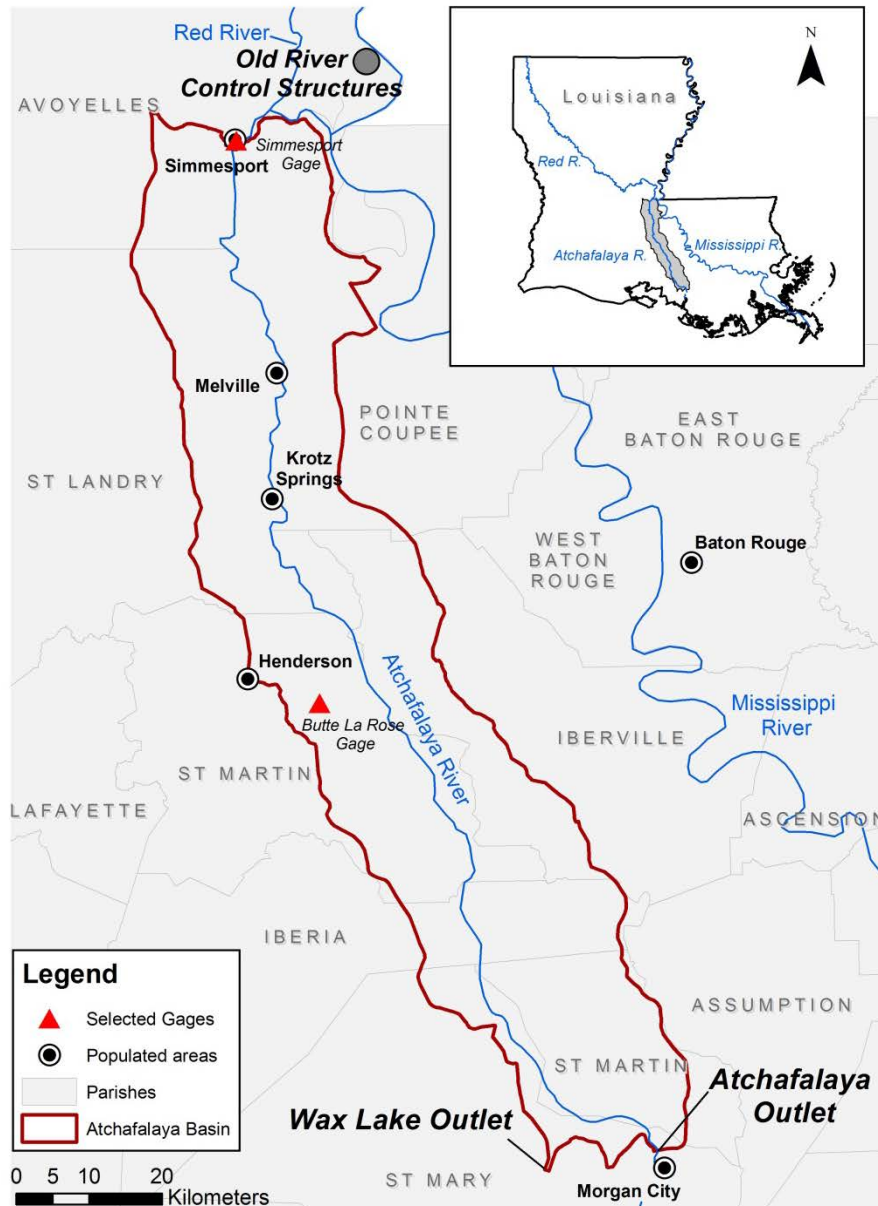 Red River
Old River
Control Structures
AVOYELLES
Simmesport
Simmesport
Gage
N
Louisiana
Red R.
Mississippi R.
Atchafalaya R.
Melville
POINTE
COUPEE
EAST
BATON ROUGE
Krotz
Springs
ST LANDRY
WEST
BATON
ROUGE
Baton Rouge
Henderson
Atchafalaya River
Butte La Rose
Gage
Mississippi
River
IBERVILLE
ST MARTIN
LAFAYETTE
ASCENSION
IBERIA
ASSUMPTION
ST MARTIN
Atchafalaya
Outlet
Wax Lake Outlet
ST MARY
Morgan City
Legend
Selected Gages
Populated areas
Parishes
Atchafalaya Basin
0 5 10 20
Kilometers